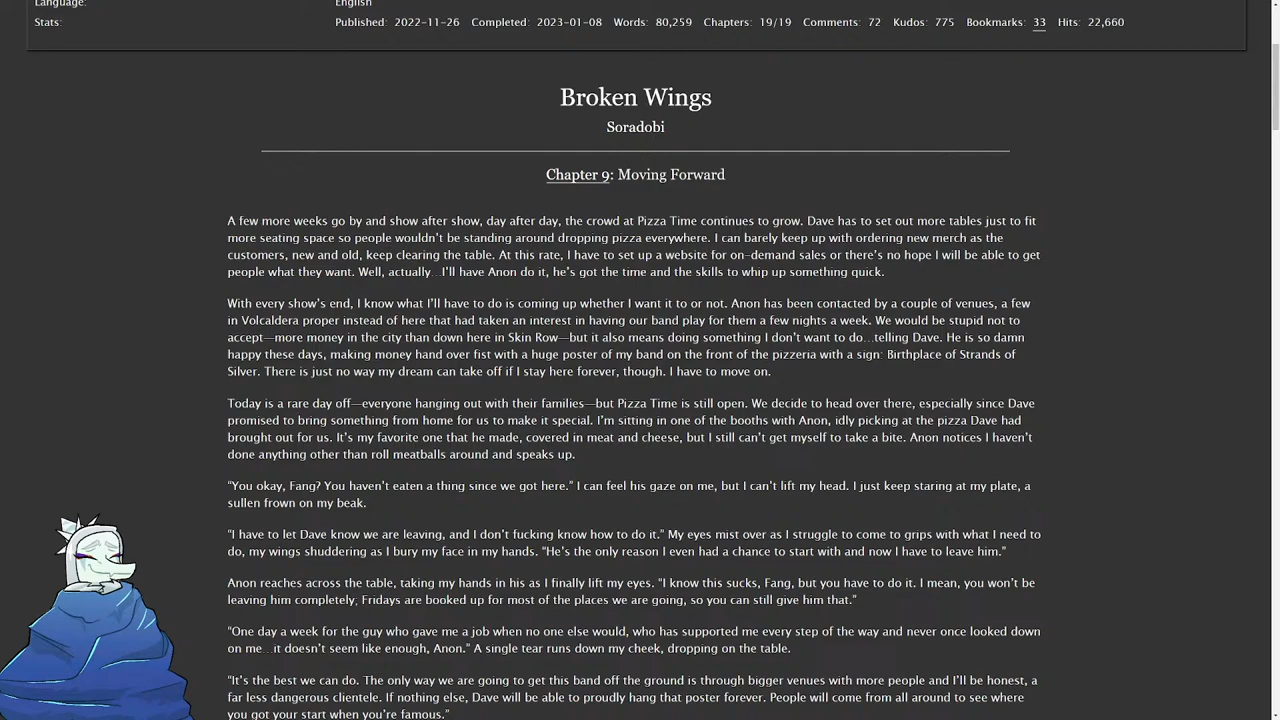 Language:
English
Stats:
Published: 2022-11-26 Completed: 2023-01-08 Words: 80,259 Chapters: 19/19 Comments: 72 Kudos: 775 Bookmarks: 33 Hits: 22,660
Broken Wings
Soradobi
Chapter 9: Moving Forward
A few more weeks go by and show after show, day after day, the crowd at Pizza Time continues to grow. Dave has to set out more tables just to fit
more seating space so people wouldn't be standing around dropping pizza everywhere. I can barely keep up with ordering new merch as the
customers, new and old, keep clearing the table. At this rate, I have to set up a website for on-demand sales or there's no hope I will be able to get
people what they want. Well, actually…I'll have Anon do it, he's got the time and the skills to whip up something quick.
With every show's end, I know what I'll have to do is coming up whether I want it to or not. Anon has been contacted by a couple of venues, a few
in Volcaldera proper instead of here that had taken an interest in having our band play for them a few nights a week. We would be stupid not to
accept—more money in the city than down here in Skin Row—but it also means doing something I don't want to do…telling Dave. He is so damn
happy these days, making money hand over fist with a huge poster of my band on the front of the pizzeria with a sign: Birthplace of Strands of
Silver. There is just no way my dream can take off if I stay here forever, though. I have to move on.
Today is a rare day off—everyone hanging out with their families—but Pizza Time is still open. We decide to head over there, especially since Dave
promised to bring something from home for us to make it special. I'm sitting in one of the booths with Anon, idly picking at the pizza Dave had
brought out for us. It's my favorite one that he made, covered in meat and cheese, but I still can't get myself to take a bite. Anon notices I haven't
done anything other than roll meatballs around and speaks up.
"You okay, Fang? You haven't eaten a thing since we got here." I can feel his gaze on me, but I can't lift my head. I just keep staring at my plate, a
sullen frown on my beak.
"I have to let Dave know we are leaving, and I don't fucking know how to do it." My eyes mist over as I struggle to come to grips with what I need to
do, my wings shuddering as I bury my face in my hands. "He's the only reason I even had a chance to start with and now I have to leave him."
Anon reaches across the table, taking my hands in his as I finally lift my eyes. "I know this sucks, Fang, but you have to do it. I mean, you won't be
leaving him completely, Fridays are booked up for most of the places we are going, so you can still give him that."
"One day a week for the guy who gave me a job when no one else would, who has supported me every step of the way and never once looked down
on me…it doesn't seem like enough, Anon." A single tear runs down my cheek, dropping on the table.
"It's the best we can do. The only way we are going to get this band off the ground is through bigger venues with more people and I'll be honest, a
far less dangerous clientele. If nothing else, Dave will be able to proudly hang that poster forever. People will come from all around to see where
you got your start when you're famous."